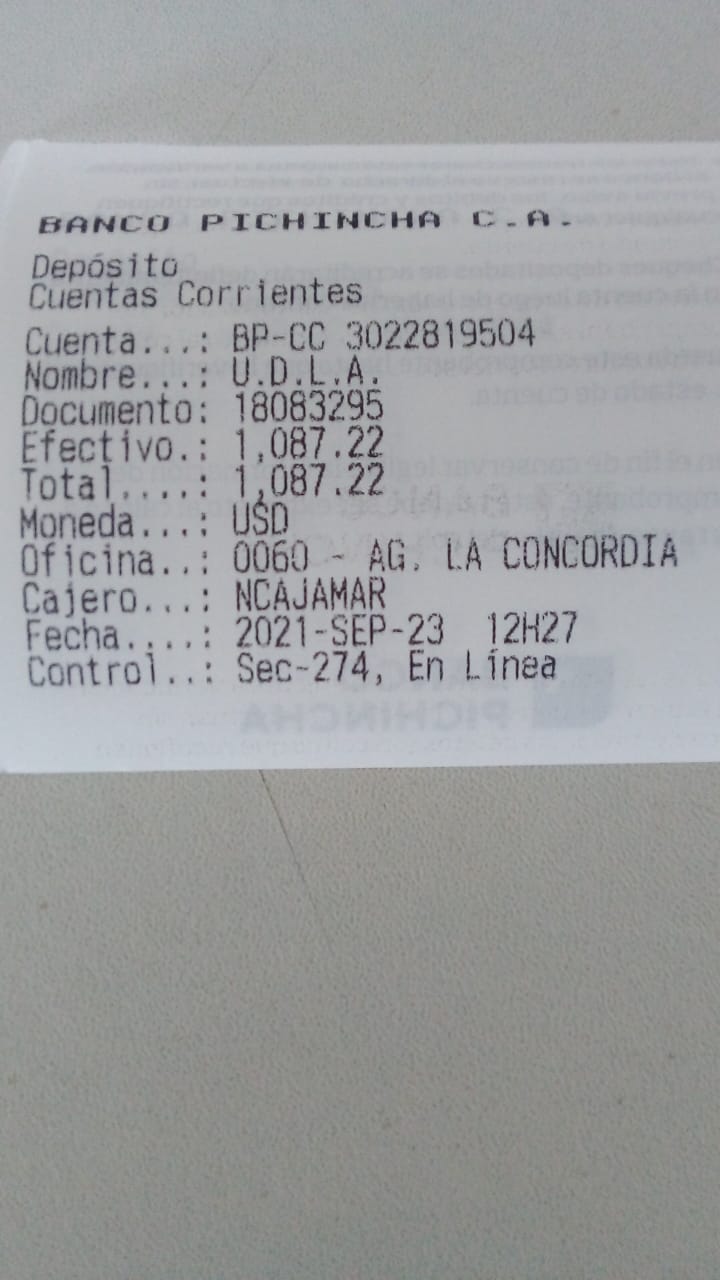 BANCO PICHINCHA C.A.
Depósito
Cuentas Corrientes
Cuenta...: BP-CC 3022819504
Nombre...: U.D.L.A.
Documento: 18083295
Efectivo.: 1,087.22
Total....: 1,087.22
Moneda...: USD
Oficina..: 0060 - AG. LA CONCORDIA
Cajero...: NCAJAMAR
Fecha....: 2021-SEP-23 12H27
Control..: Sec-274, En Línea
BANCO
PICHINCHA